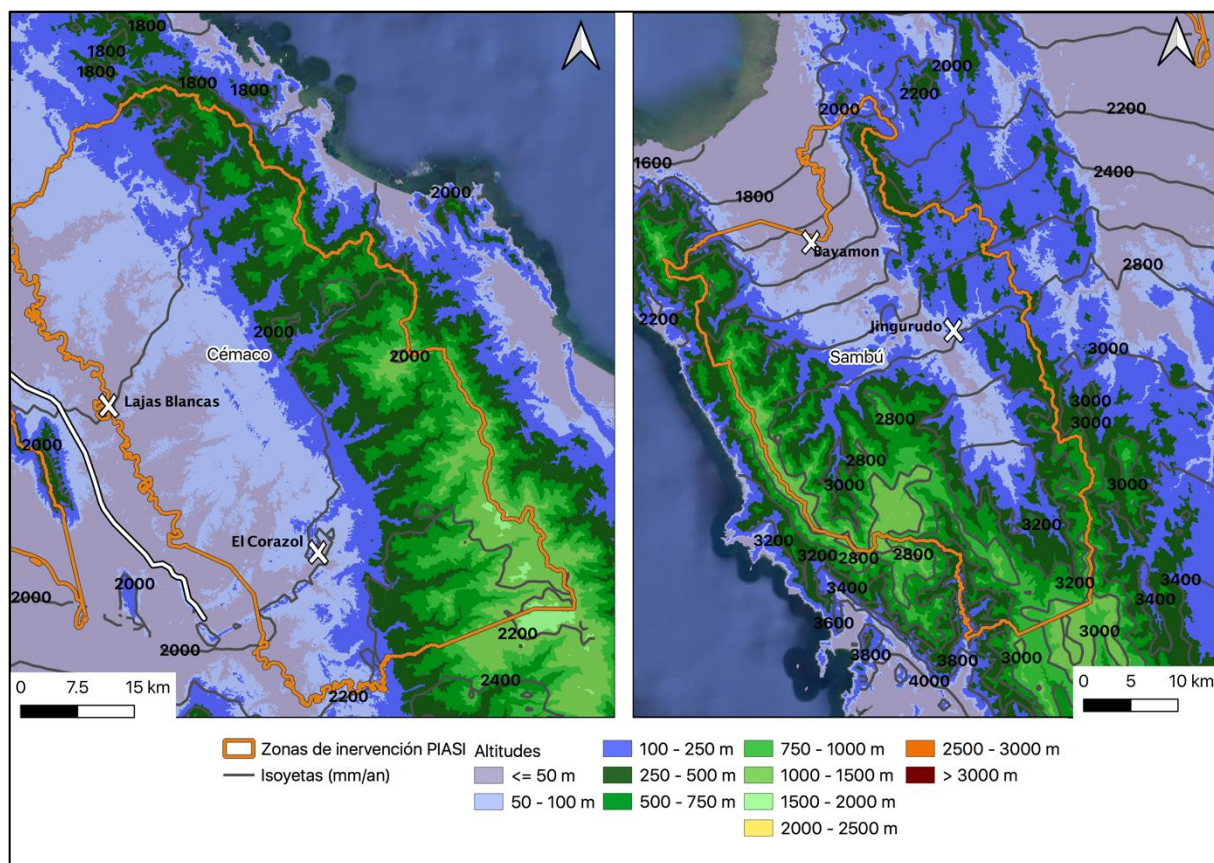 1800
1800
1800
1800
1800
1800
2000
2000
Cémaco
2000
Lajas Blancas
2000
El Corazol
2000
2000
2000
2200
2200
2400
0 7.5 15 km
2000
2000
2200
2200
1600
2400
1800
Bayamon
2800
2200
Jingurudo
Sambú
3000
2800
3000
3000
2800
3000
3000
3200
3200
3200
2800
2800
3400
3200
3400
3400
3600
3800
3800
3000
3000
4000
0 5 10 km
Zonas de inervención PIASI
Isoyetas (mm/an)
Altitudes
<= 50 m
50 - 100 m
100 - 250 m
250 - 500 m
500 - 750 m
750 - 1000 m
1000 - 1500 m
1500 - 2000 m
2000 - 2500 m
2500 - 3000 m
> 3000 m